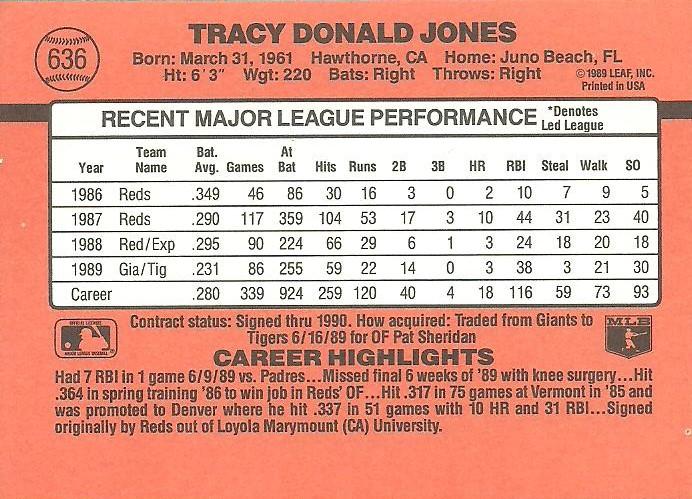 636
TRACY DONALD JONES
Born: March 31, 1961 Hawthorne, CA Home: Juno Beach, FL
Ht: 6'3" Wgt: 220 Bats: Right Throws: Right
©1989 LEAF, INC.
Printed in USA
RECENT MAJOR LEAGUE PERFORMANCE *Denotes Led League
Year Team Name Bat. Avg. Games At Bat Hits Runs 2B 3B HR RBI Steal Walk SO
1986 Reds .349 46 86 30 16 3 0 2 10 7 9 5
1987 Reds .290 117 359 104 53 17 3 10 44 31 23 40
1988 Red/Exp .295 90 224 66 29 6 1 3 24 18 20 18
1989 Gia/Tig .231 86 255 59 22 14 0 3 38 3 21 30
Career .280 339 924 259 120 40 4 18 116 59 73 93
Contract status: Signed thru 1990. How acquired: Traded from Giants to
Tigers 6/16/89 for OF Pat Sheridan
OFFICIAL LICENSEE
MAJOR LEAGUE BASEBALL
MLB
CAREER HIGHLIGHTS
Had 7 RBI in 1 game 6/9/89 vs. Padres...Missed final 6 weeks of '89 with knee surgery...Hit
.364 in spring training '86 to win job in Reds' OF...Hit .317 in 75 games at Vermont in '85 and
was promoted to Denver where he hit .337 in 51 games with 10 HR and 31 RBI...Signed
originally by Reds out of Loyola Marymount (CA) University.